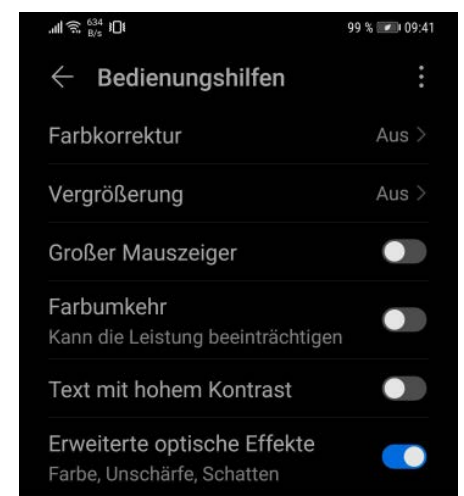 634 B/s 99 % 09:41
Bedienungshilfen
Farbkorrektur Aus
Vergrößerung Aus
Großer Mauszeiger
Farbumkehr
Kann die Leistung beeinträchtigen
Text mit hohem Kontrast
Erweiterte optische Effekte
Farbe, Unschärfe, Schatten